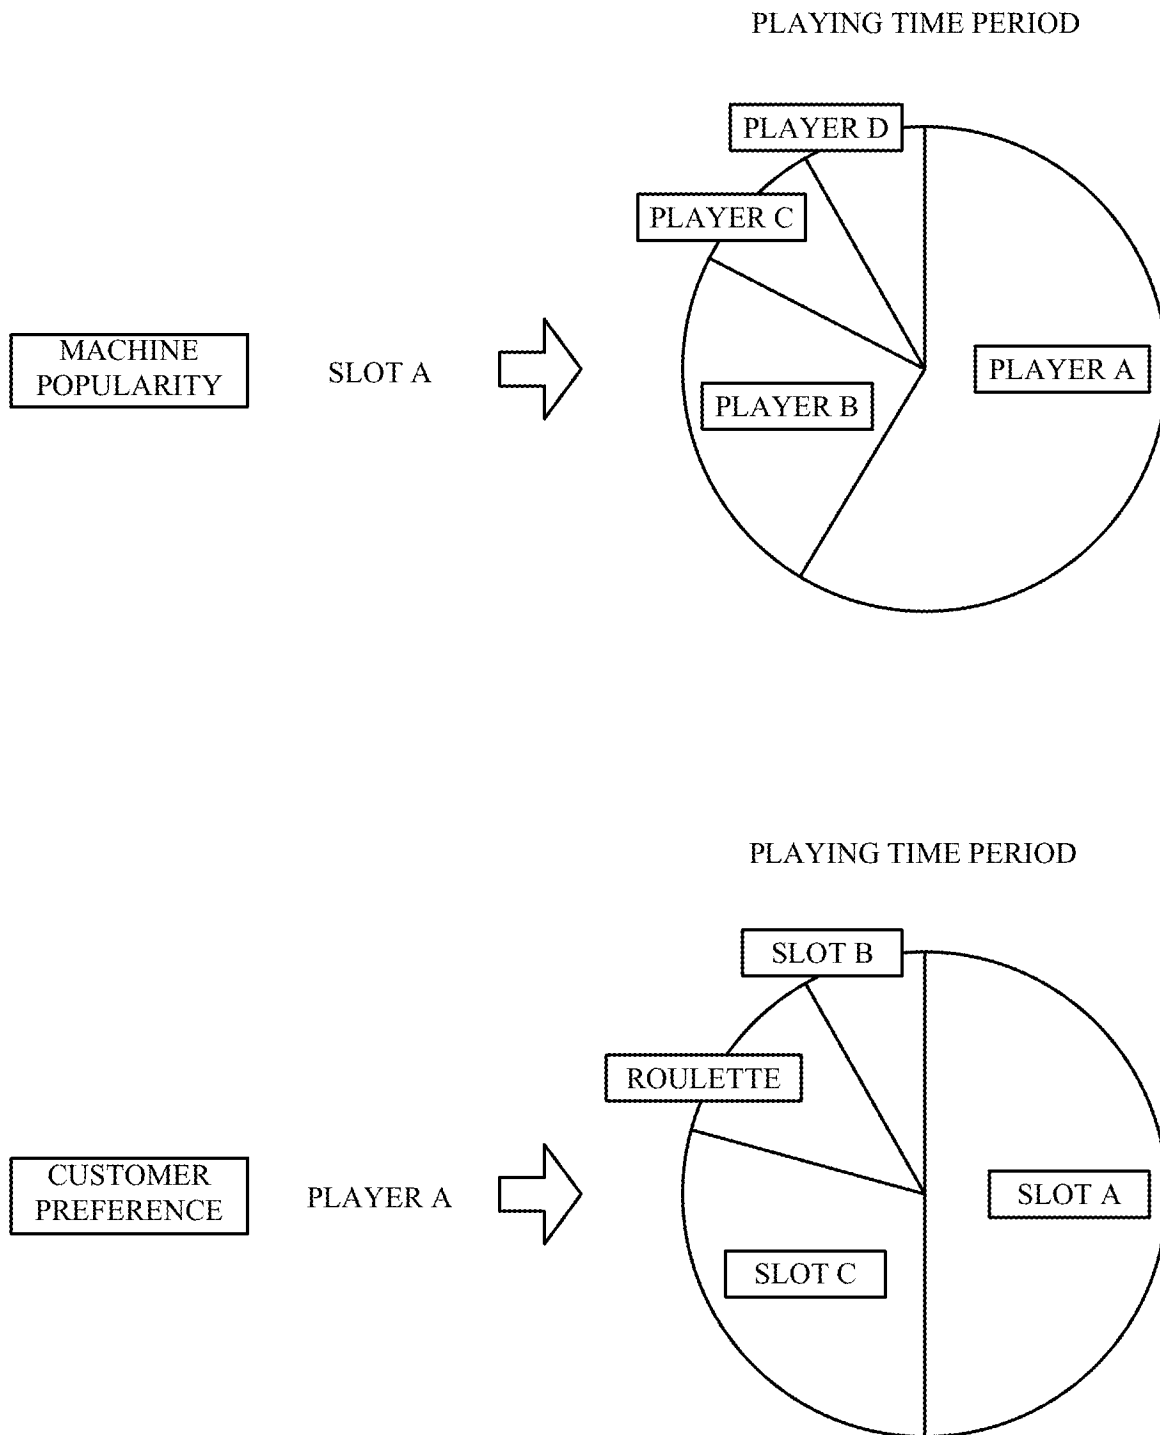 PLAYING TIME PERIOD
PLAYER D
PLAYER C
MACHINE
POPULARITY
SLOT A
PLAYER A
PLAYER B
PLAYING TIME PERIOD
SLOT B
ROULETTE
CUSTOMER
PREFERENCE
PLAYER A
SLOT A
SLOT C